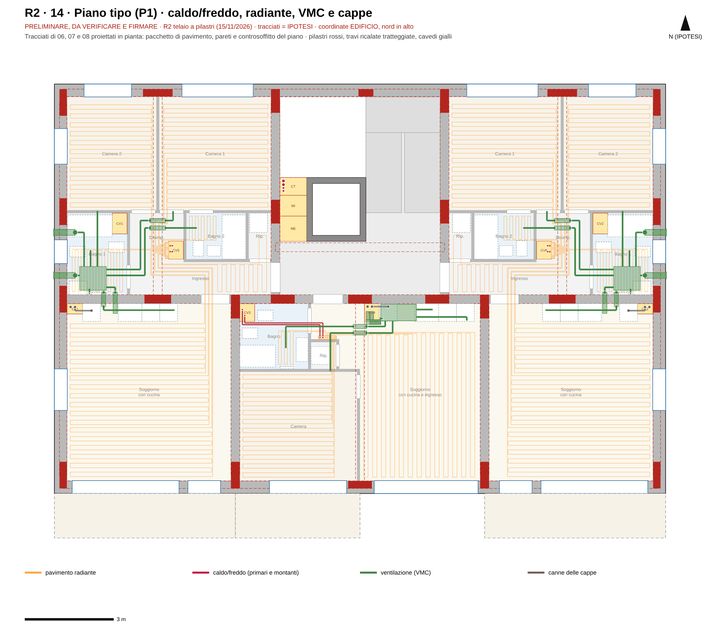 R2 · 14 · Piano tipo (P1) · caldo/freddo, radiante, VMC e cappe
PRELIMINARE, DA VERIFICARE E FIRMARE · R2 telaio a pilastri (15/11/2026) · tracciati = IPOTESI · coordinate EDIFICIO, nord in alto
Tracciati di 06, 07 e 08 proiettati in pianta: pacchetto di pavimento, pareti e controsoffitto del piano · pilastri rossi, travi ricalate tratteggiate, cavedi gialli
N (IPOTESI)
Camera 2
Camera 1
Camera 1
Camera 2
Bagno 2
Rip.
Rip.
Bagno 2
Ingresso
Ingresso
Bagno
Rip.
Soggiorno
con cucina
Soggiorno
con cucina e ingresso
Soggiorno
con cucina
Camera
pavimento radiante
caldo/freddo (primari e montanti)
ventilazione (VMC)
canne delle cappe
3 m